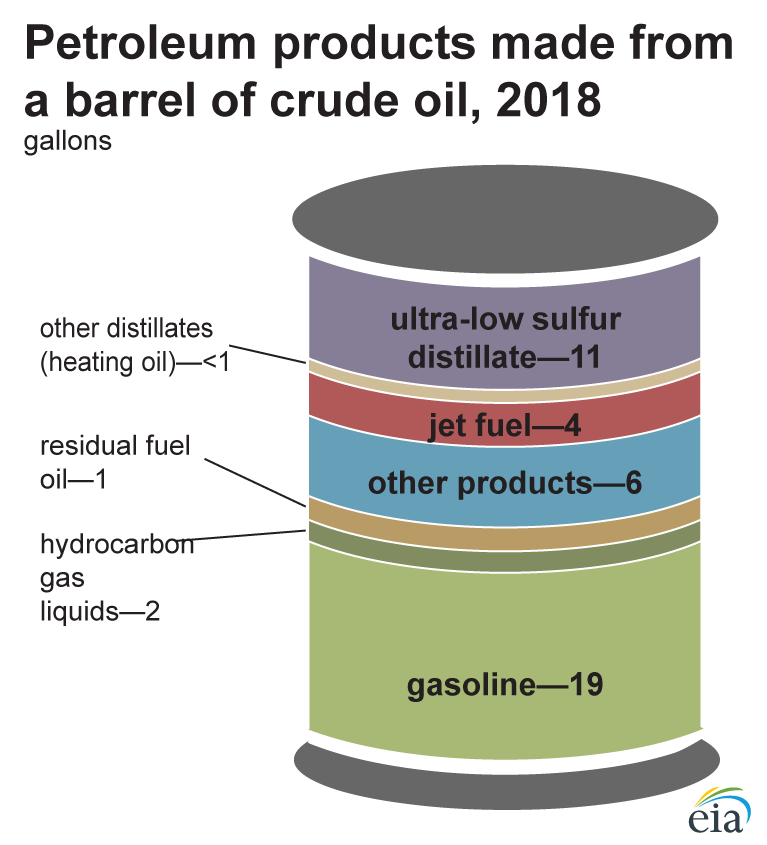 Petroleum products made from
a barrel of crude oil, 2018
gallons
ultra-low sulfur
distillate—11
other distillates
(heating oil)—<1
jet fuel—4
residual fuel
oil—1
other products—6
hydrocarbon
gas
liquids—2
gasoline—19
eia